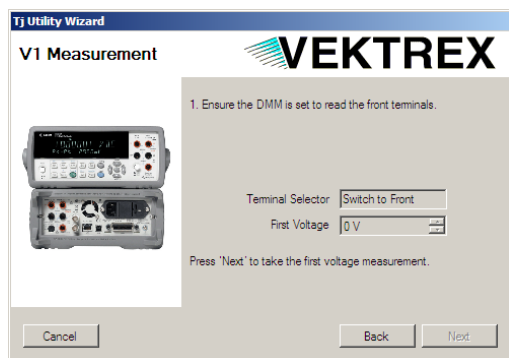 Tj Utility Wizard
V1 Measurement
VEKTREX
1. Ensure the DMM is set to read the front terminals.
Terminal Selector Switch to Front
First Voltage 0 V
Press 'Next' to take the first voltage measurement.
Cancel Back Next